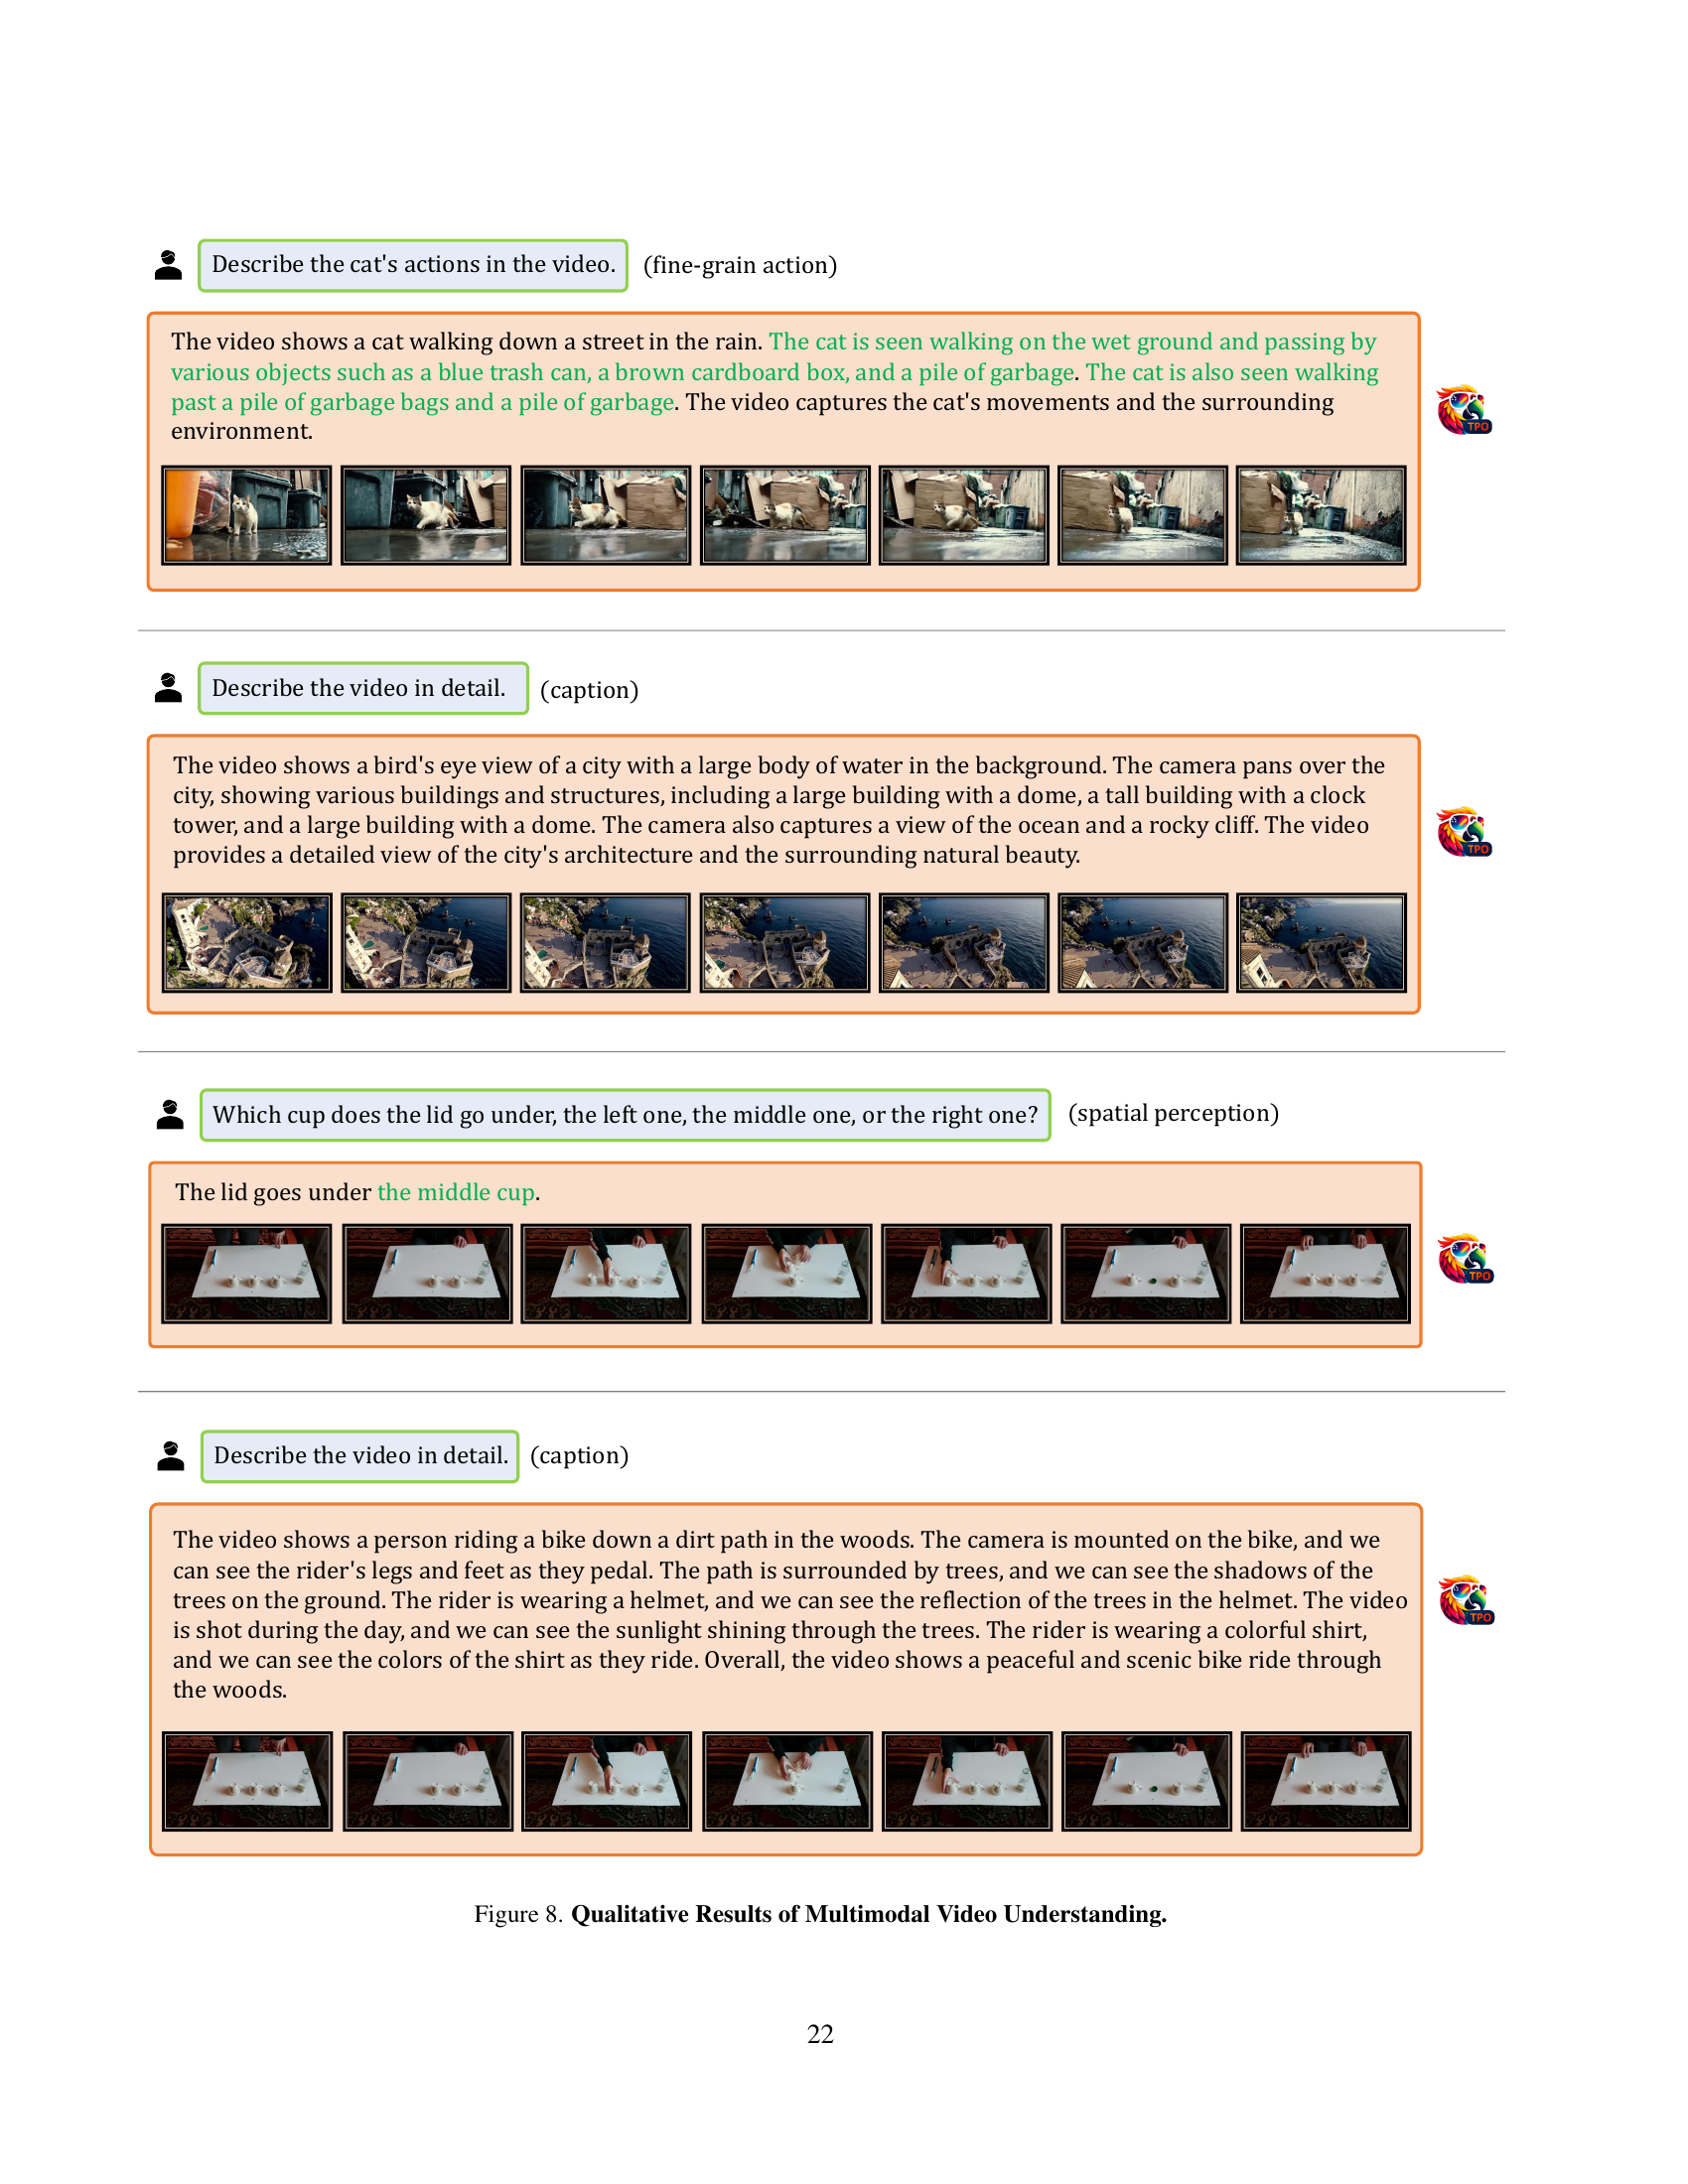 Describe the cat's actions in the video. (fine-grain action)
The video shows a cat walking down a street in the rain. The cat is seen walking on the wet ground and passing by
various objects such as a blue trash can, a brown cardboard box, and a pile of garbage. The cat is also seen walking
past a pile of garbage bags and a pile of garbage. The video captures the cat's movements and the surrounding
environment.
TPO
Describe the video in detail. (caption)
The video shows a bird's eye view of a city with a large body of water in the background. The camera pans over the
city, showing various buildings and structures, including a large building with a dome, a tall building with a clock
tower, and a large building with a dome. The camera also captures a view of the ocean and a rocky cliff. The video
provides a detailed view of the city's architecture and the surrounding natural beauty.
TPO
Which cup does the lid go under, the left one, the middle one, or the right one? (spatial perception)
The lid goes under the middle cup.
TPO
Describe the video in detail. (caption)
The video shows a person riding a bike down a dirt path in the woods. The camera is mounted on the bike, and we
can see the rider's legs and feet as they pedal. The path is surrounded by trees, and we can see the shadows of the
trees on the ground. The rider is wearing a helmet, and we can see the reflection of the trees in the helmet. The video
is shot during the day, and we can see the sunlight shining through the trees. The rider is wearing a colorful shirt,
and we can see the colors of the shirt as they ride. Overall, the video shows a peaceful and scenic bike ride through
the woods.
TPO
Figure 8. Qualitative Results of Multimodal Video Understanding.
22